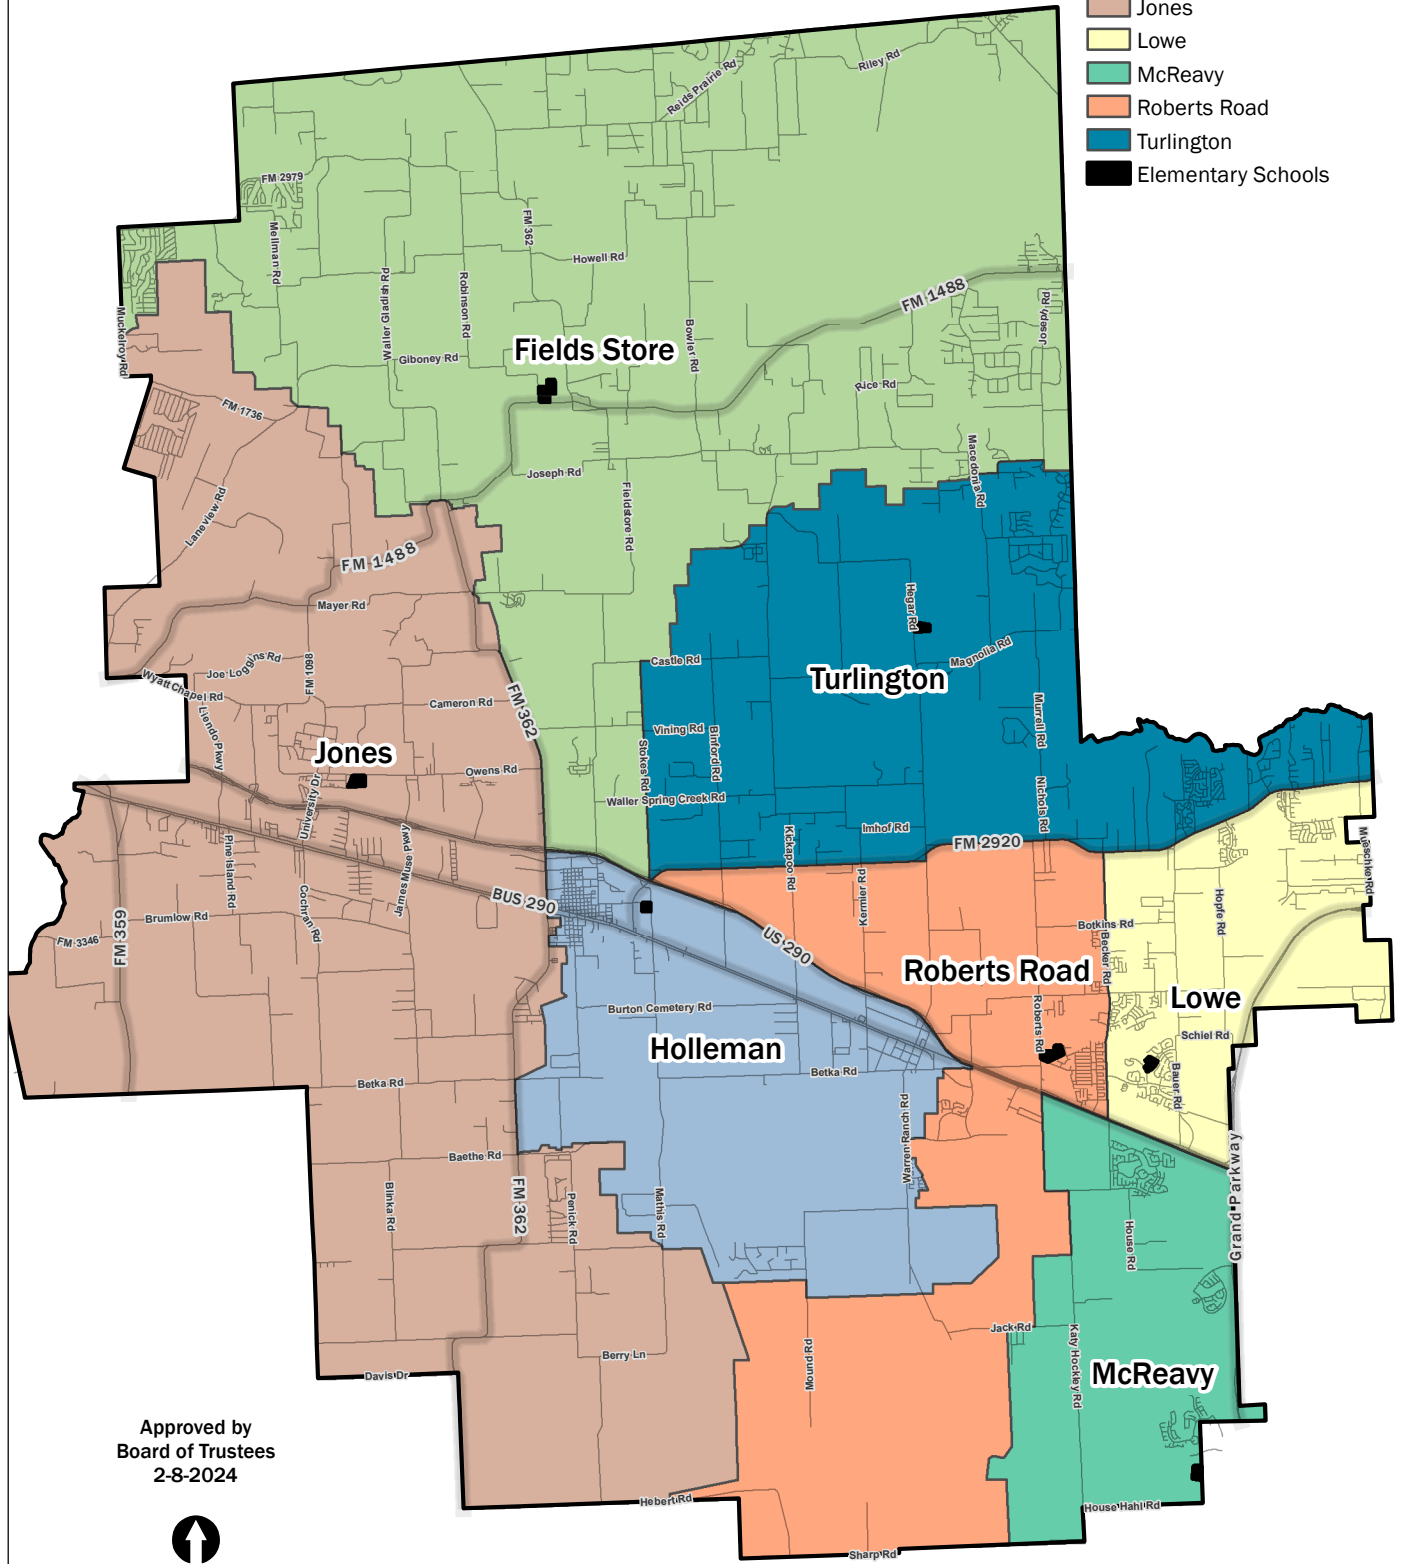 Jones
Lowe
McReavy
Roberts Road
Turlington
Elementary Schools
Riley Rd
Reids Prairie Rd
FM 2979
FM 362
Mellman Rd
Howell Rd
Waller Gladish Rd
Robinson Rd
FM 1488
Joseph Rd
Muckelroy Rd
Bowler Rd
Fields Store
Giboney Rd
Rice Rd
FM 1736
Macedonia Rd
Joseph Rd
Fieldstore Rd
Laneview Rd
FM 1488
Mayer Rd
Hegar Rd
Magnolia Rd
Castle Rd
Joe Loggins Rd
FM 1098
Wyatt Chapel Rd
Turlington
Cameron Rd
FM 362
Liendo Pkwy
Murrell Rd
Vining Rd
Binford Rd
Stokes Rd
Jones
Owens Rd
University Dr
Waller Spring Creek Rd
Nichols Rd
Imhof Rd
FM 2920
Kickapoo Rd
James Muse Pkwy
Pine Island Rd
Mueschke Rd
Kermier Rd
BUS 290
Cochran Rd
Brumlow Rd
Hopfe Rd
Botkins Rd
FM 359
FM 3346
US 290
Becker Rd
Roberts Road
Lowe
Burton Cemetery Rd
Roberts Rd
Schiel Rd
Holleman
Betka Rd
Betka Rd
Bauer Rd
Warren Ranch Rd
Baethe Rd
Grand Parkway
FM 362
Blinka Rd
Penick Rd
Mathis Rd
House Rd
Jack Rd
Berry Ln
Mound Rd
Katy Hockley Rd
McReavy
Davis Dr
Approved by
Board of Trustees
2-8-2024
Hebert Rd
House Hahl Rd
Sharp Rd